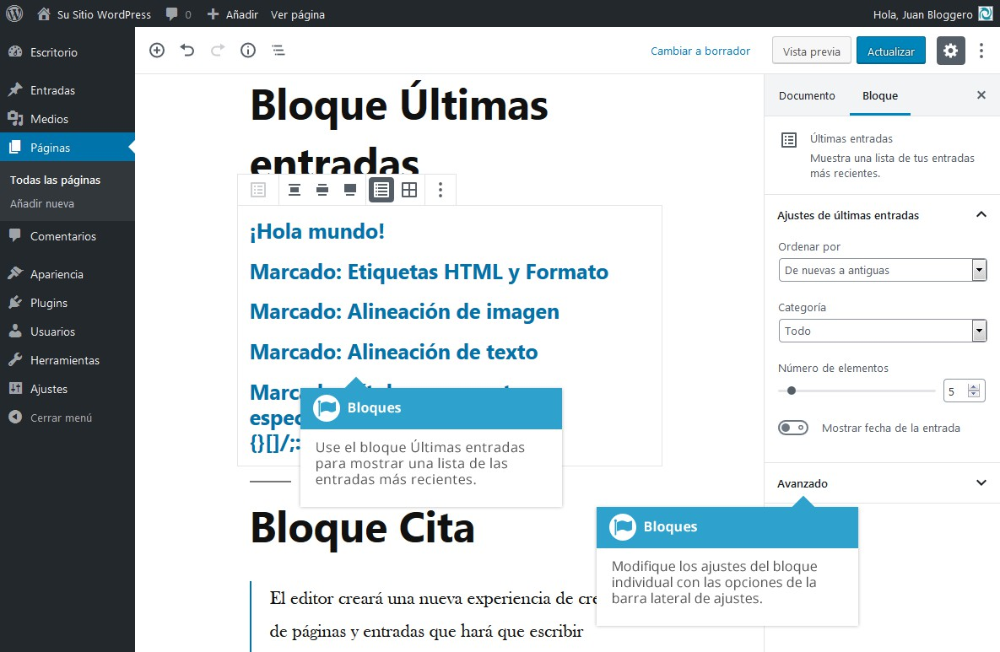 Su Sitio WordPress 0 Añadir Ver página Hola, Juan Bloggero
Escritorio
Entradas
Medios
Páginas
Todas las páginas
Añadir nueva
Comentarios
Apariencia
Plugins
Usuarios
Herramientas
Ajustes
Cerrar menú
Cambiar a borrador Vista previa Actualizar
Bloque Últimas
entradas
¡Hola mundo!
Marcado: Etiquetas HTML y Formato
Marcado: Alineación de imagen
Marcado: Alineación de texto
{}[]/;:
Bloques
Use el bloque Últimas entradas
para mostrar una lista de las
entradas más recientes.
Bloque Cita
El editor creará una nueva experiencia de cre
de páginas y entradas que hará que escribir
Documento Bloque
Últimas entradas
Muestra una lista de tus entradas
más recientes.
Ajustes de últimas entradas
Ordenar por
De nuevas a antiguas
Categoría
Todo
Número de elementos
5
Mostrar fecha de la entrada
Avanzado
Bloques
Modifique los ajustes del bloque
individual con las opciones de la
barra lateral de ajustes.